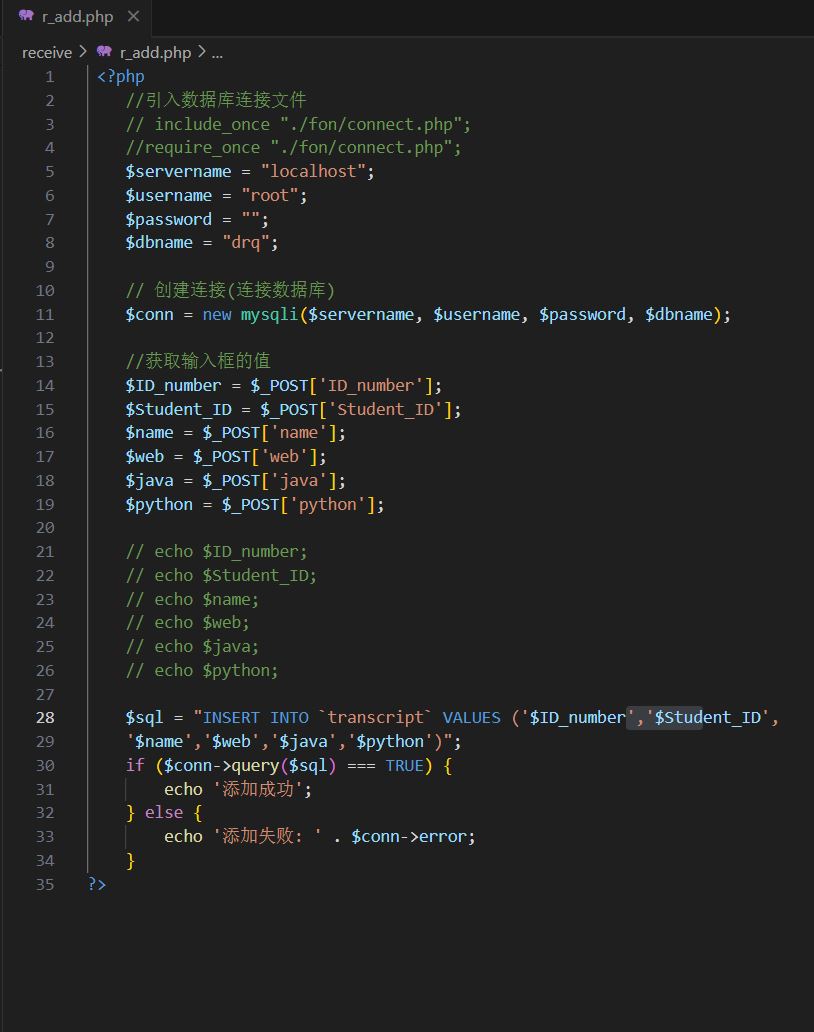 r_add.php ×
receive > r_add.php > ...
1 <?php
2 //引入数据库连接文件
3 // include_once "./fon/connect.php";
4 //require_once "./fon/connect.php";
5 $servername = "localhost";
6 $username = "root";
7 $password = "";
8 $dbname = "drq";
9
10 // 创建连接(连接数据库)
11 $conn = new mysqli($servername, $username, $password, $dbname);
12
13 //获取输入框的值
14 $ID_number = $_POST['ID_number'];
15 $Student_ID = $_POST['Student_ID'];
16 $name = $_POST['name'];
17 $web = $_POST['web'];
18 $java = $_POST['java'];
19 $python = $_POST['python'];
20
21 // echo $ID_number;
22 // echo $Student_ID;
23 // echo $name;
24 // echo $web;
25 // echo $java;
26 // echo $python;
27
28 $sql = "INSERT INTO `transcript` VALUES ('$ID_number','$Student_ID',
29 '$name','$web','$java','$python')";
30 if ($conn->query($sql) === TRUE) {
31 echo '添加成功';
32 } else {
33 echo '添加失败: ' . $conn->error;
34 }
35 ?>